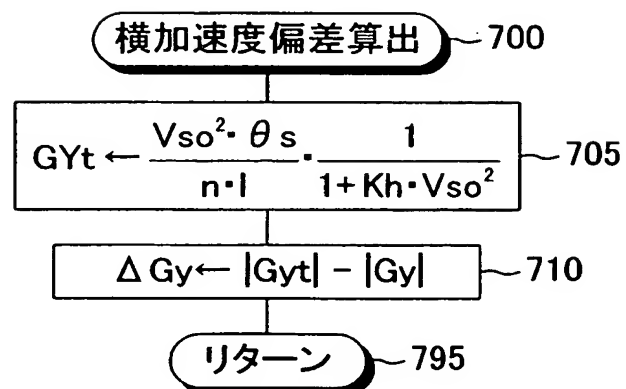 横加速度偏差算出 700
GYt ← Vso²・θs / n・l ・ 1 / 1+Kh・Vso² 705
ΔGy← |Gyt| − |Gy| 710
リターン 795